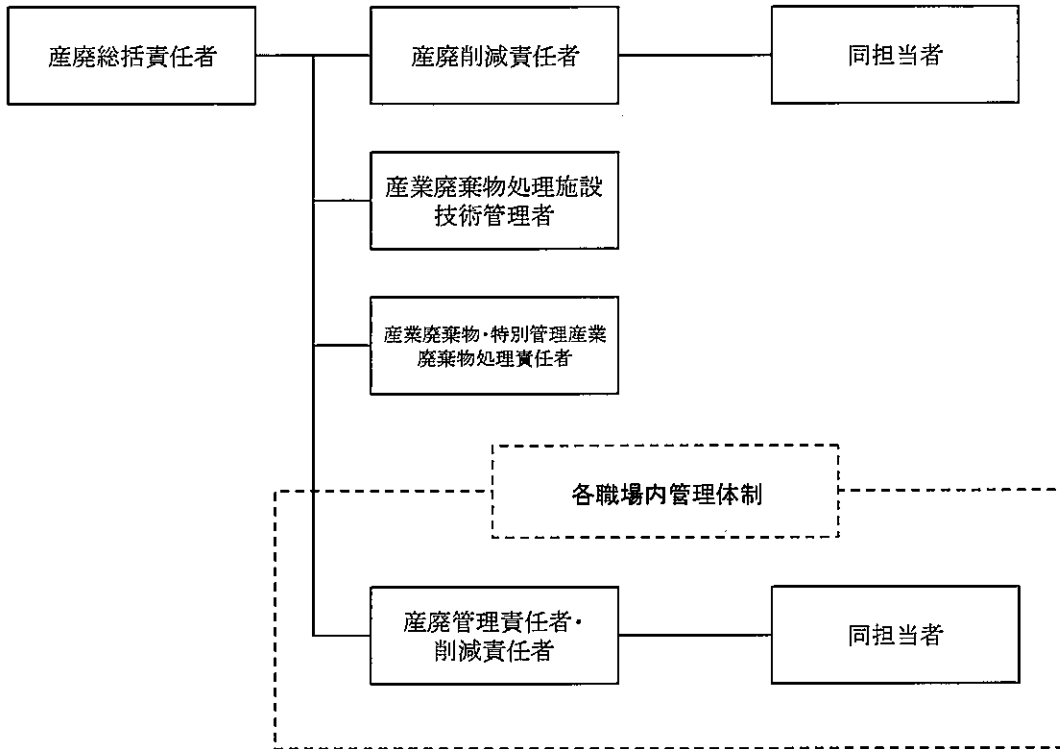 産廃総括責任者
産廃削減責任者
同担当者
産業廃棄物処理施設
技術管理者
産業廃棄物・特別管理産業
廃棄物処理責任者
各職場内管理体制
産廃管理責任者・
削減責任者
同担当者